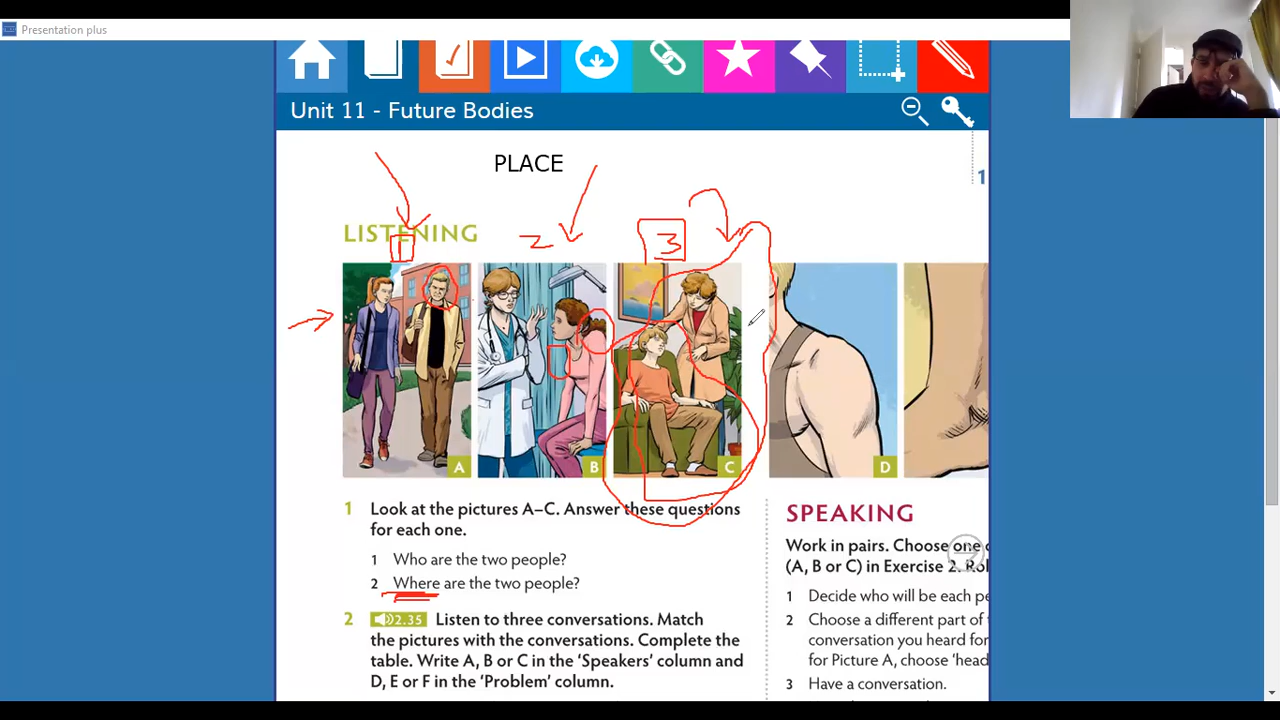 Presentation plus
Unit 11 - Future Bodies
PLACE
1
LISTENING
1
2
3
A
B
C
D
1 Look at the pictures A–C. Answer these questions
for each one.
1 Who are the two people?
2 Where are the two people?
2 2.35 Listen to three conversations. Match
the pictures with the conversations. Complete the
table. Write A, B or C in the 'Speakers' column and
D, E or F in the 'Problem' column.
SPEAKING
Work in pairs. Choose one
(A, B or C) in Exercise 2.
1 Decide who will be each
2 Choose a different part of
conversation you heard for
for Picture A, choose 'head
3 Have a conversation.